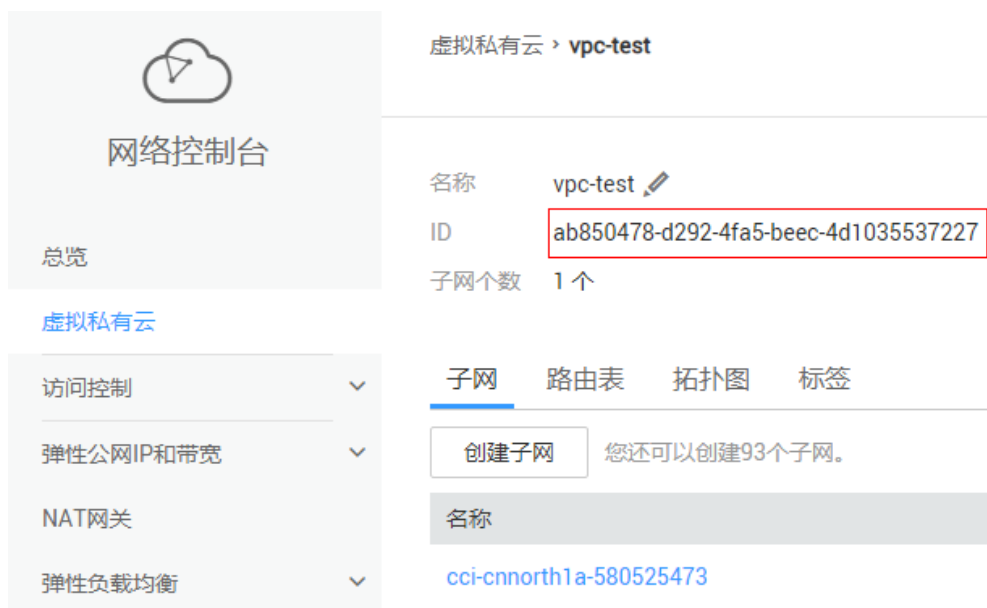 网络控制台
总览
虚拟私有云
访问控制
弹性公网IP和带宽
NAT网关
弹性负载均衡
虚拟私有云 › vpc-test
名称 vpc-test
ID ab850478-d292-4fa5-beec-4d1035537227
子网个数 1 个
子网 路由表 拓扑图 标签
创建子网 您还可以创建93个子网。
名称
cci-cnnorth1a-580525473